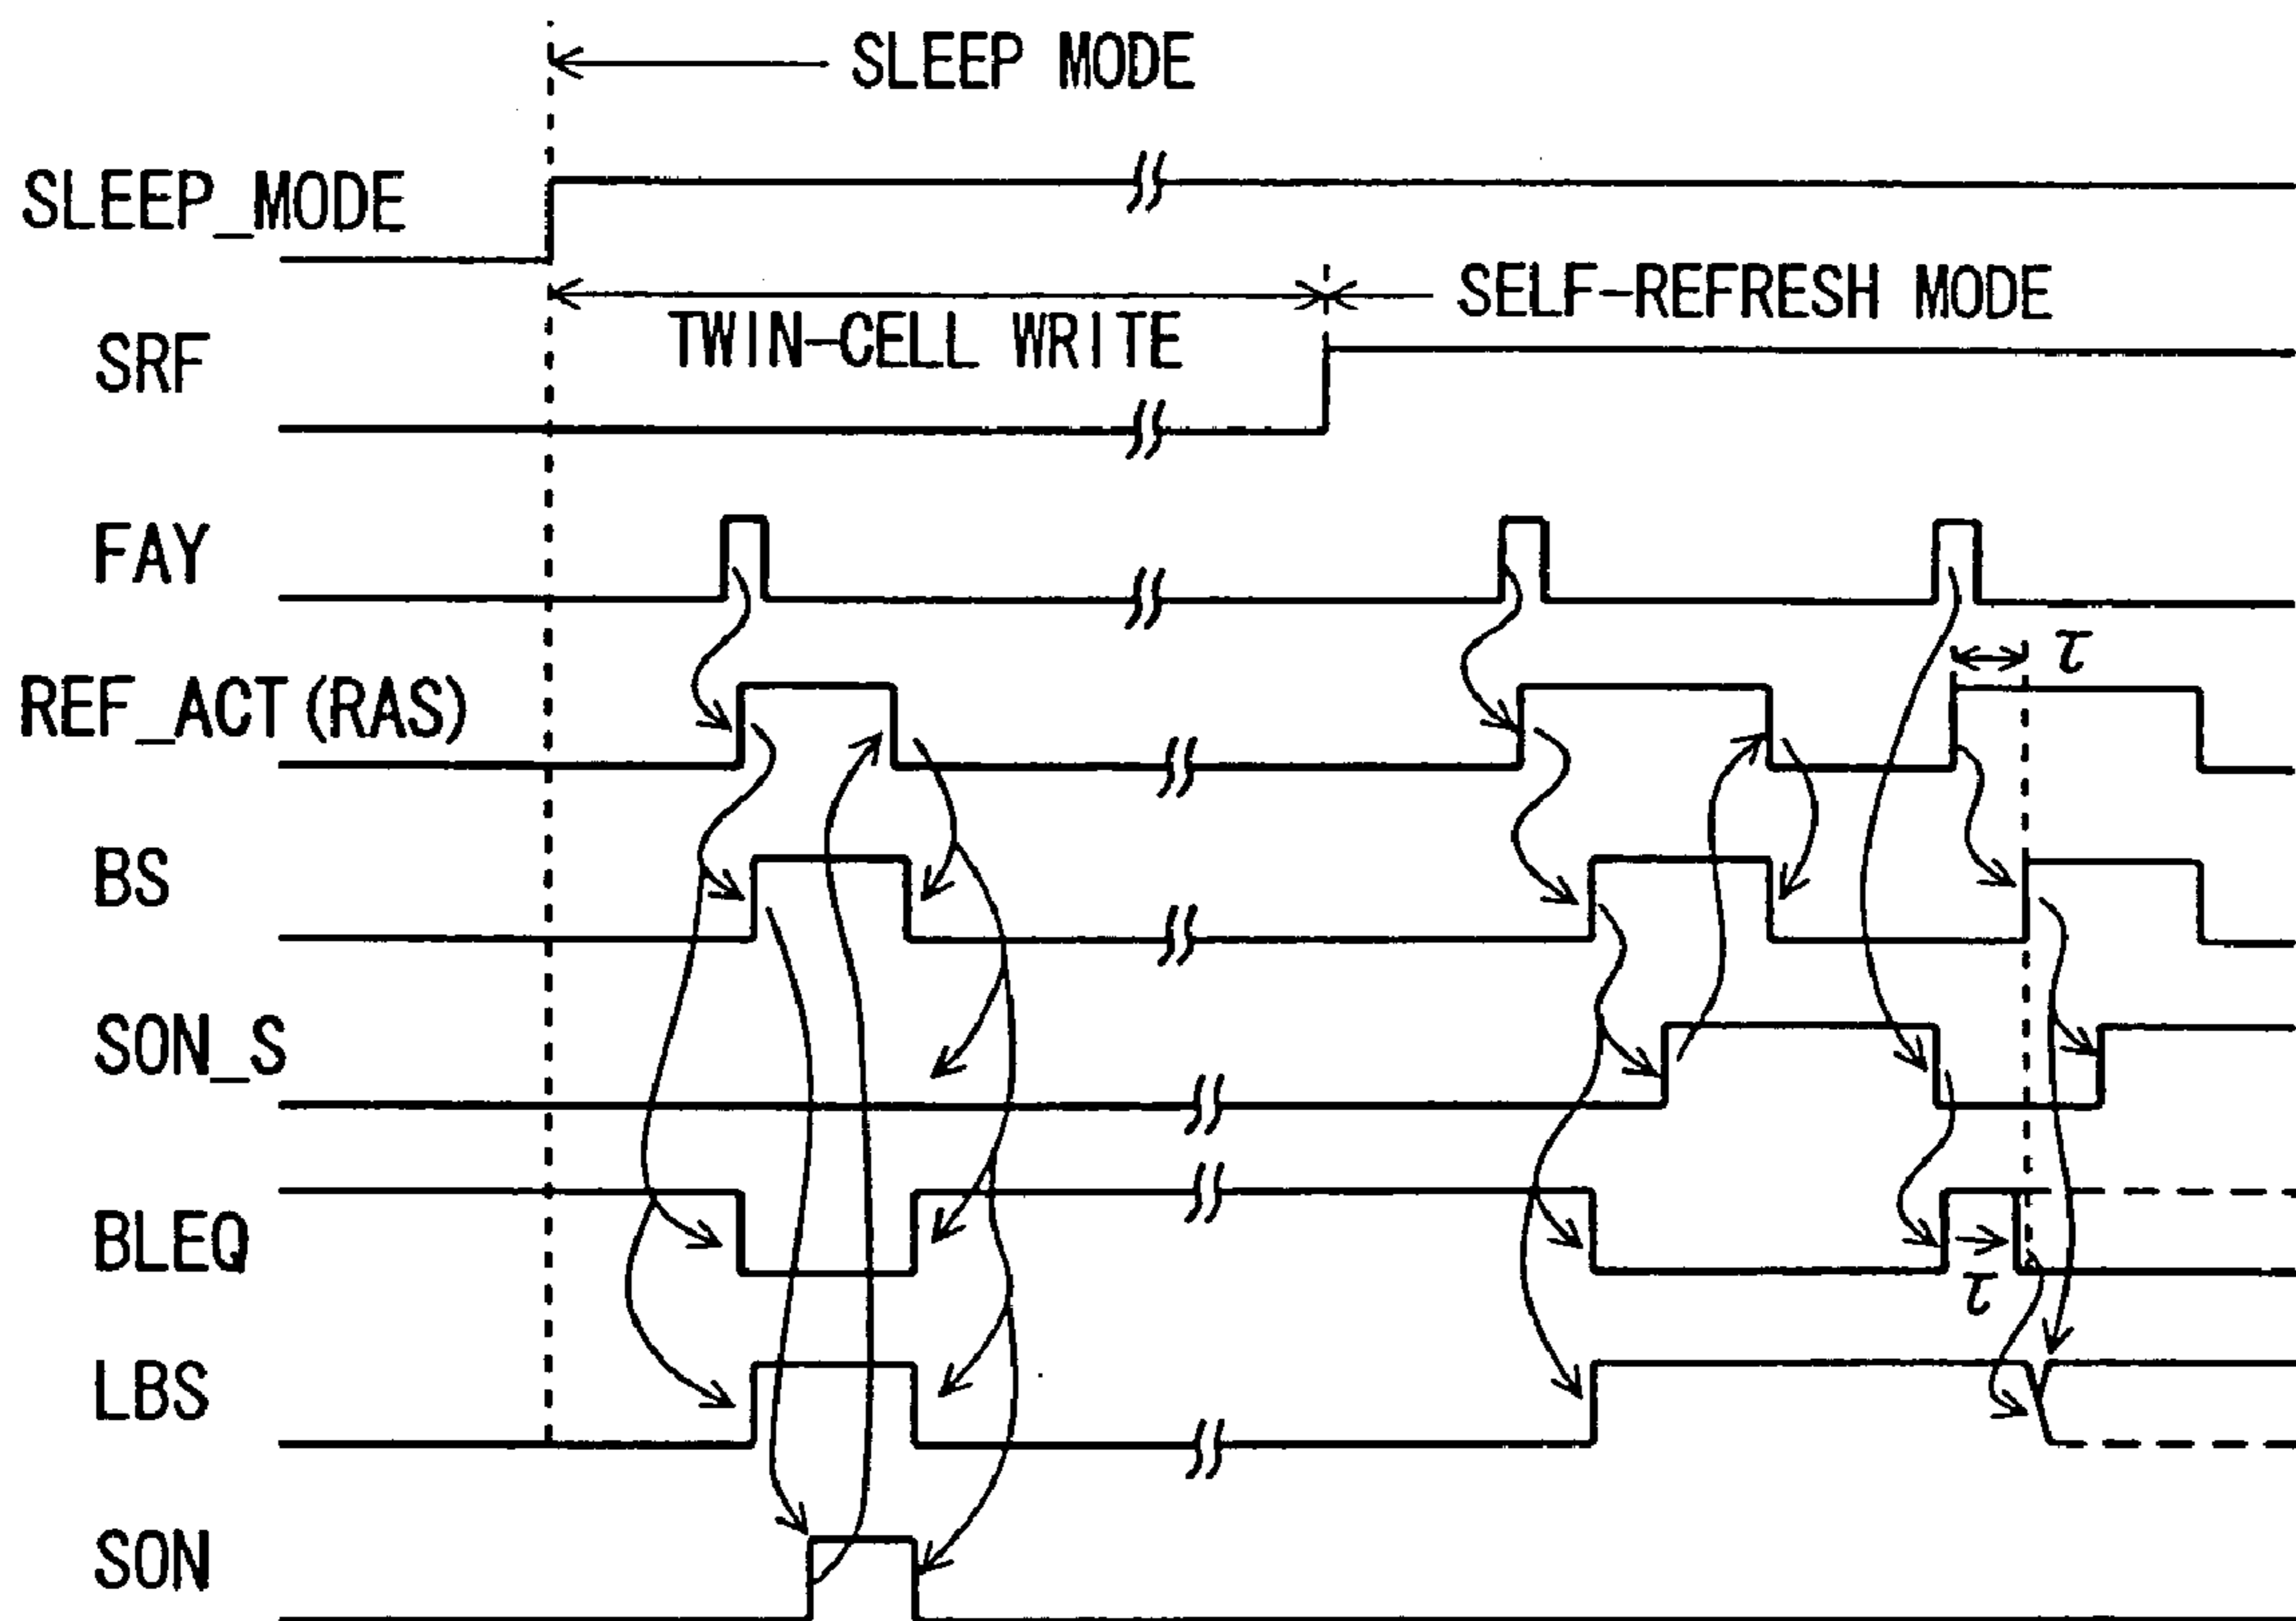 SLEEP MODE
SLEEP_MODE
SELF-REFRESH MODE
TWIN-CELL WRITE
SRF
FAY
τ
REF_ACT(RAS)
BS
SON_S
BLEQ
τ
LBS
SON